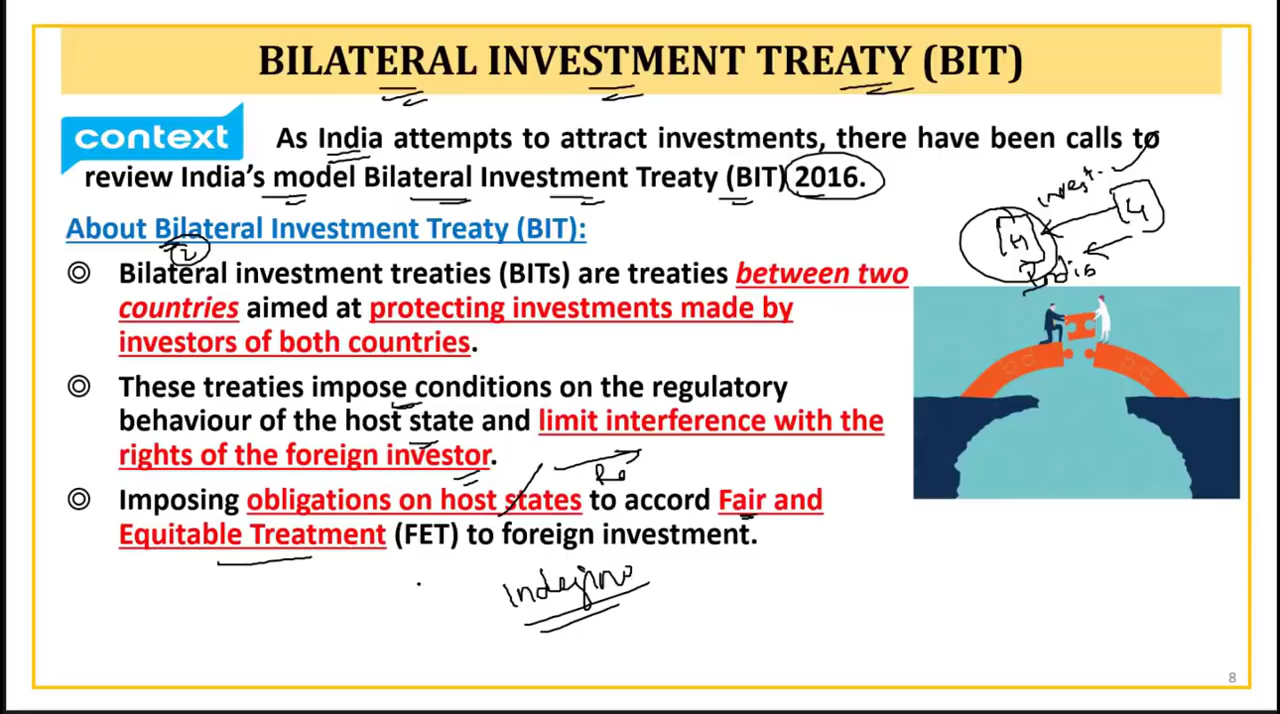 BILATERAL INVESTMENT TREATY (BIT)
context As India attempts to attract investments, there have been calls to
review India's model Bilateral Investment Treaty (BIT) 2016.
invest.
About Bilateral Investment Treaty (BIT):
2
◎ Bilateral investment treaties (BITs) are treaties between two
countries aimed at protecting investments made by
investors of both countries.
◎ These treaties impose conditions on the regulatory
behaviour of the host state and limit interference with the
rights of the foreign investor.
◎ Imposing obligations on host states to accord Fair and
Equitable Treatment (FET) to foreign investment.
8